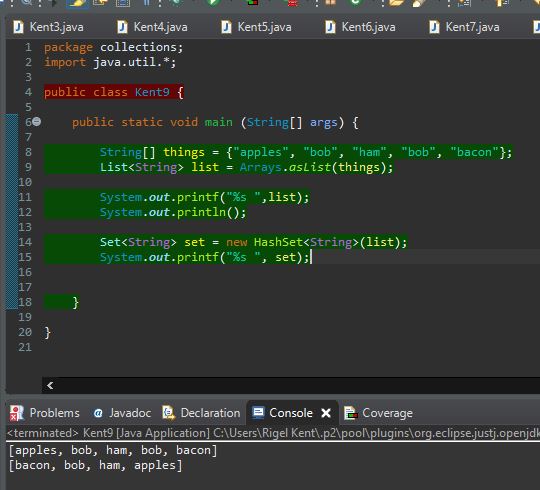 Kent3.java Kent4.java Kent5.java Kent6.java Kent7.java
1 package collections;
2 import java.util.*;
3
4 public class Kent9 {
5
6 public static void main (String[] args) {
7
8 String[] things = {"apples", "bob", "ham", "bob", "bacon"};
9 List<String> list = Arrays.asList(things);
10
11 System.out.printf("%s ",list);
12 System.out.println();
13
14 Set<String> set = new HashSet<String>(list);
15 System.out.printf("%s ", set);
16
17
18 }
19
20 }
21
Problems Javadoc Declaration Console Coverage
<terminated> Kent9 [Java Application] C:\Users\Rigel Kent\.p2\pool\plugins\org.eclipse.justj.openjdk
[apples, bob, ham, bob, bacon]
[bacon, bob, ham, apples]